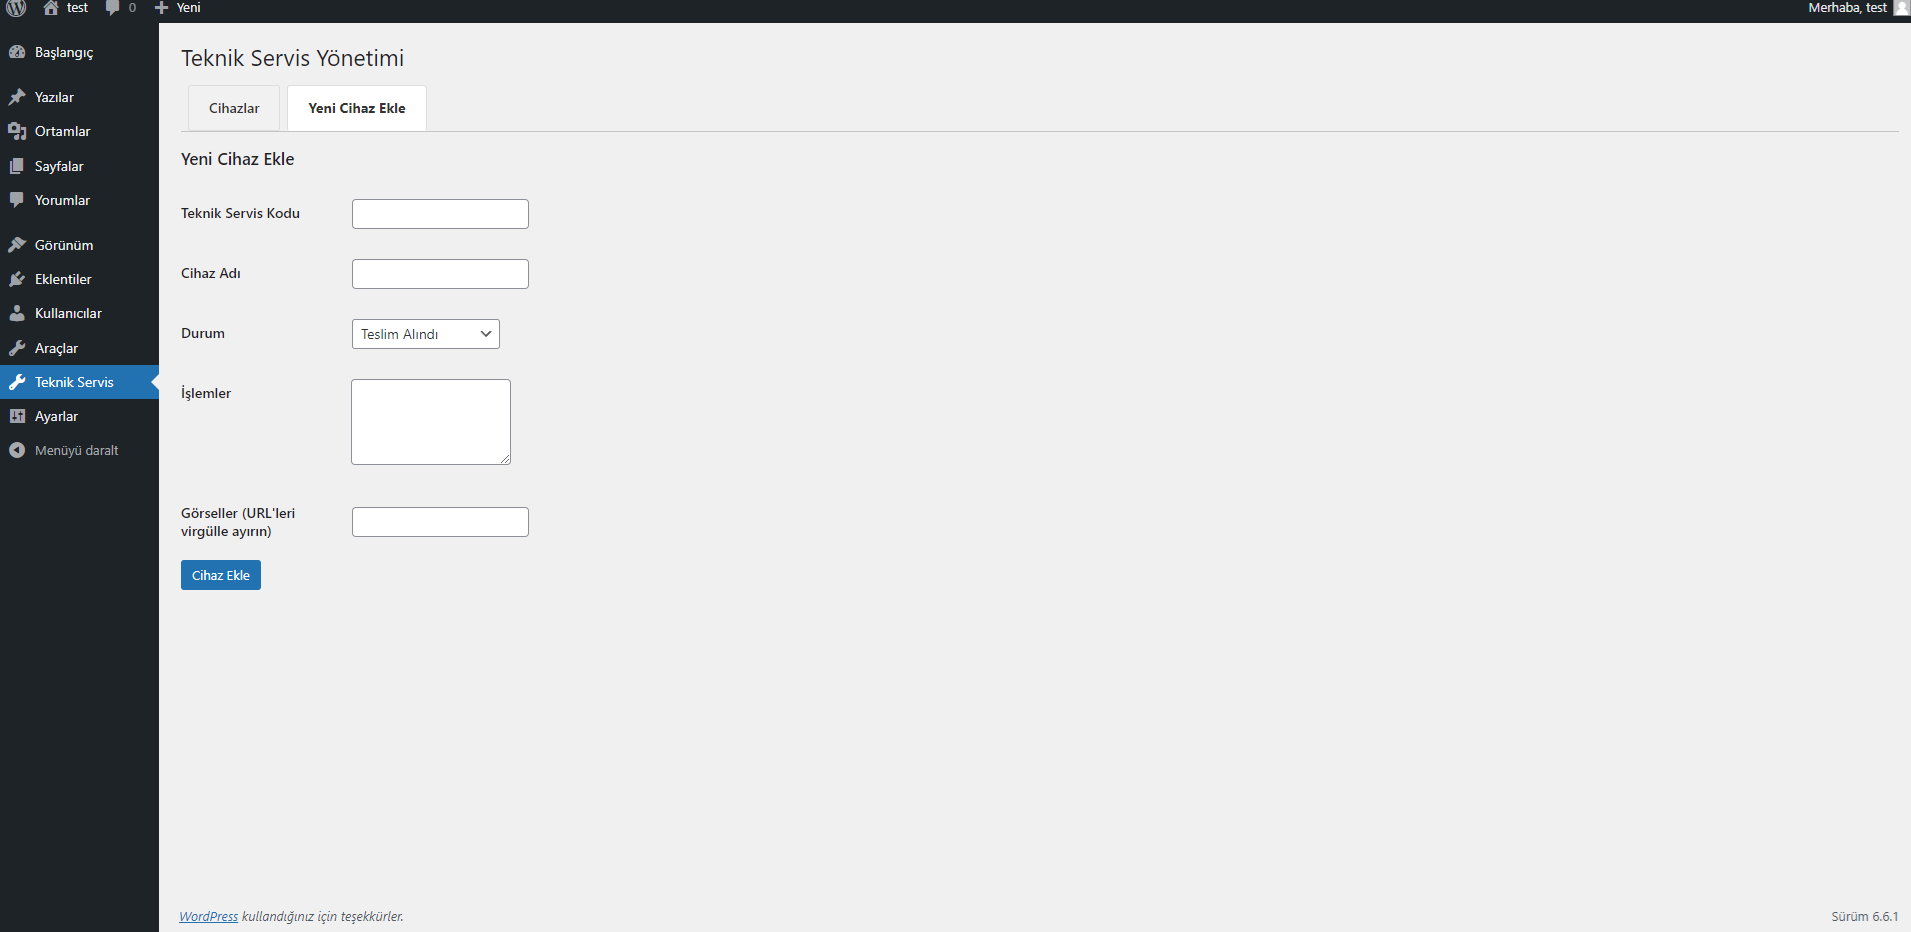 test 0 Yeni Merhaba, test
Başlangıç
Yazılar
Ortamlar
Sayfalar
Yorumlar
Görünüm
Eklentiler
Kullanıcılar
Araçlar
Teknik Servis
Ayarlar
Menüyü daralt
Teknik Servis Yönetimi
Cihazlar Yeni Cihaz Ekle
Yeni Cihaz Ekle
Teknik Servis Kodu
Cihaz Adı
Durum Teslim Alındı
İşlemler
Görseller (URL'leri
virgülle ayırın)
Cihaz Ekle
WordPress kullandığınız için teşekkürler. Sürüm 6.6.1